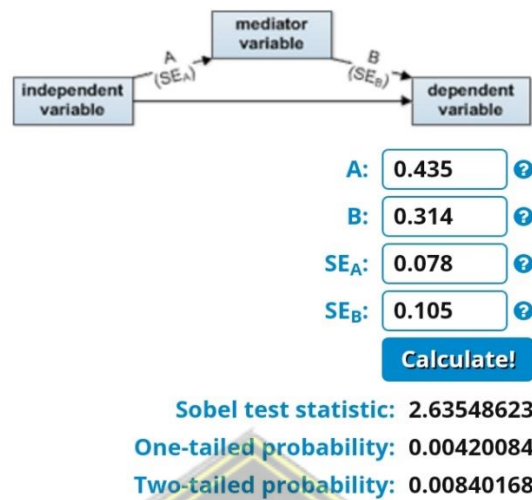 mediator
variable
A
(SEA)
B
(SEB)
independent
variable
dependent
variable
A: 0.435 ?
B: 0.314 ?
SEA: 0.078 ?
SEB: 0.105 ?
Calculate!
Sobel test statistic: 2.63548623
One-tailed probability: 0.00420084
Two-tailed probability: 0.00840168